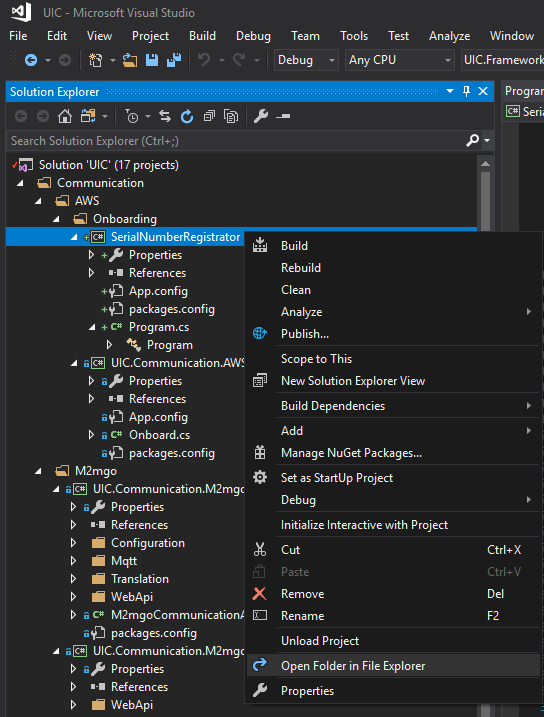 UIC - Microsoft Visual Studio
File Edit View Project Build Debug Team Tools Test Analyze Window
Debug Any CPU UIC.Framework
Solution Explorer
Program
Seria
Search Solution Explorer (Ctrl+;)
Solution 'UIC' (17 projects)
Communication
AWS
Onboarding
SerialNumberRegistrator
Properties
References
App.config
packages.config
Program.cs
Program
UIC.Communication.AWS
Properties
References
App.config
Onboard.cs
packages.config
M2mgo
UIC.Communication.M2mgo
Properties
References
Configuration
Mqtt
Translation
WebApi
M2mgoCommunicationA
packages.config
UIC.Communication.M2mgo
Properties
References
WebApi
Build
Rebuild
Clean
Analyze
Publish...
Scope to This
New Solution Explorer View
Build Dependencies
Add
Manage NuGet Packages...
Set as StartUp Project
Debug
Initialize Interactive with Project
Cut Ctrl+X
Paste Ctrl+V
Remove Del
Rename F2
Unload Project
Open Folder in File Explorer
Properties